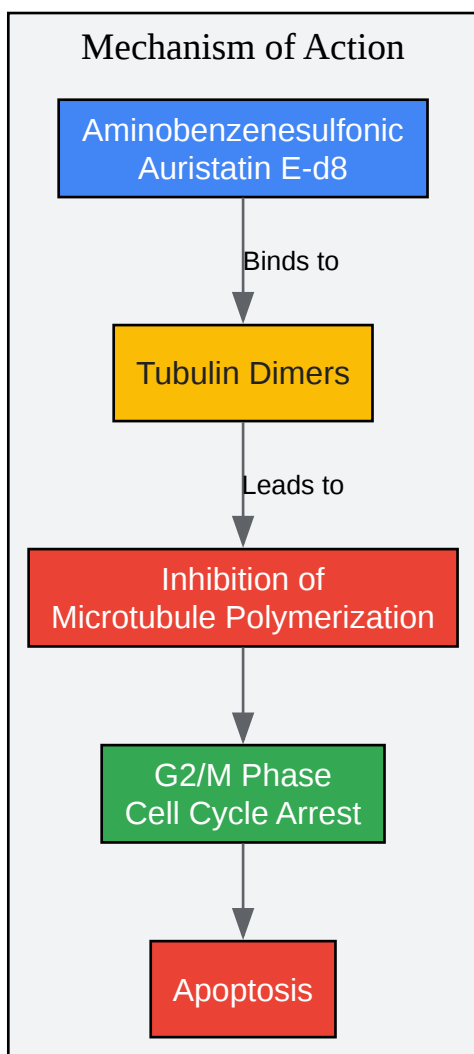 Mechanism of Action
Aminobenzenesulfonic
Auristatin E-d8
Binds to
Tubulin Dimers
Leads to
Inhibition of
Microtubule Polymerization
G2/M Phase
Cell Cycle Arrest
Apoptosis